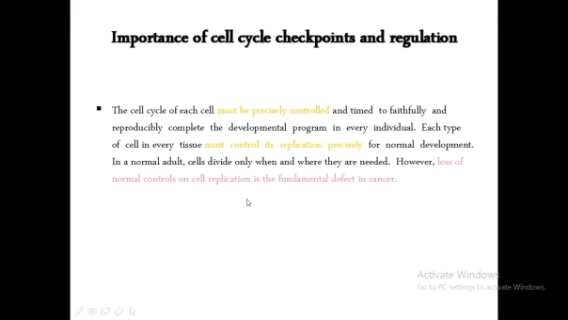 Importance of cell cycle checkpoints and regulation
The cell cycle of each cell must be precisely controlled and timed to faithfully and
reproducibly complete the developmental program in every individual. Each type
of cell in every tissue must control its replication precisely for normal development.
In a normal adult, cells divide only when and where they are needed. However, loss of
normal controls on cell replication is the fundamental defect in cancer.
Activate Windows
Go to PC settings to activate Windows.